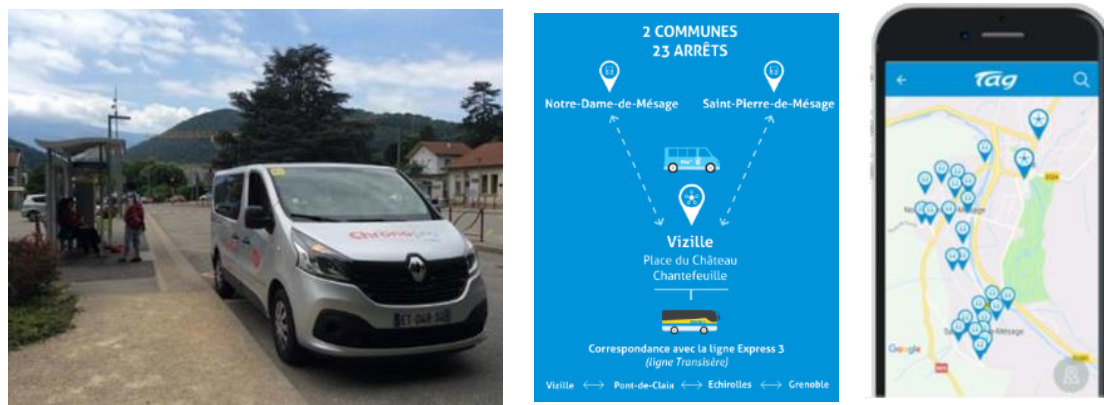 Chronopro
2 COMMUNES
23 ARRÊTS
Notre-Dame-de-Mésage
Saint-Pierre-de-Mésage
Vizille
Place du Château
Chantefeuille
Correspondance avec la ligne Express 3
(ligne Transisère)
Vizille ↔ Pont-de-Claix ↔ Echirolles ↔ Grenoble
Tag
Google